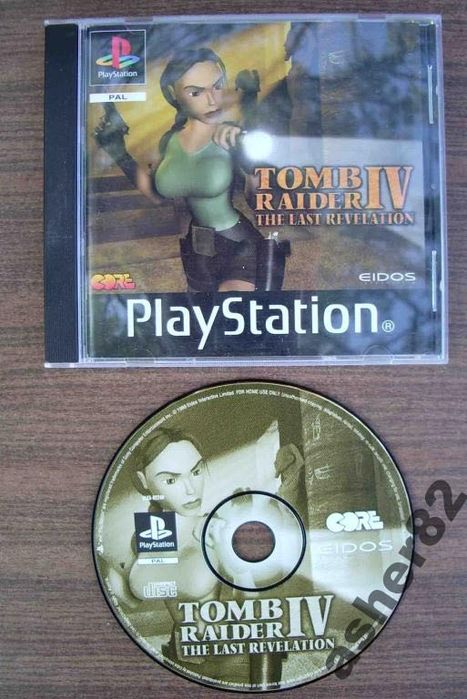 PlayStation
PAL
TOMB
RAIDER IV
THE LAST REVELATION
CORE
EIDOS
PlayStation®
PlayStation
PAL
CORE
EIDOS
disc
TOMB
RAIDER IV
THE LAST REVELATION
asher82